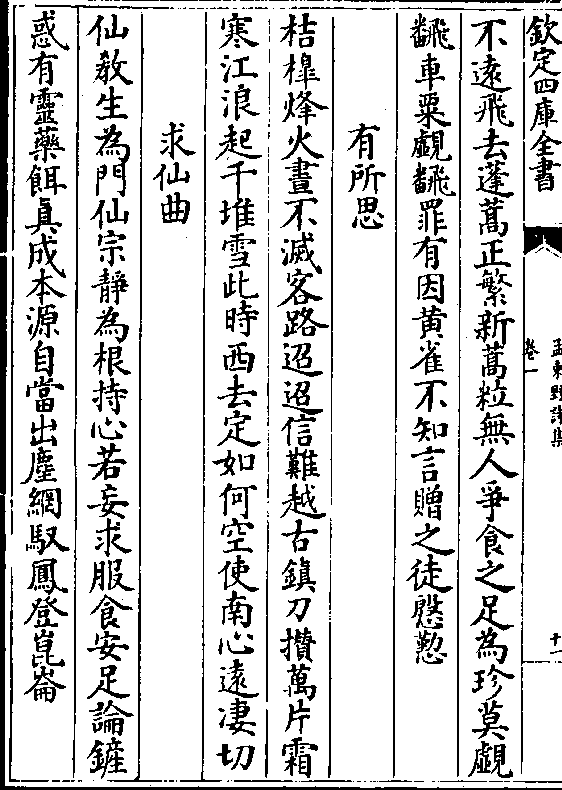 欽定四庫全書
孟東野詩集
卷一
十一
不遠飛去蓬蒿正繁新蒿粒無人爭食之足為珍莫覷
翻車粟覷翻罪有因黃雀不知言贈之徒慇懃
有所思
桔槔烽火晝不滅客路迢迢信難越古鎮刀攢萬片霜
寒江浪起千堆雪此時西去定如何空使南心遠凄切
求仙曲
仙教生為門仙宗靜為根持心若妄求服食安足論鏟
惑有靈藥餌真成本源自當出塵網馭鳳登崑崙